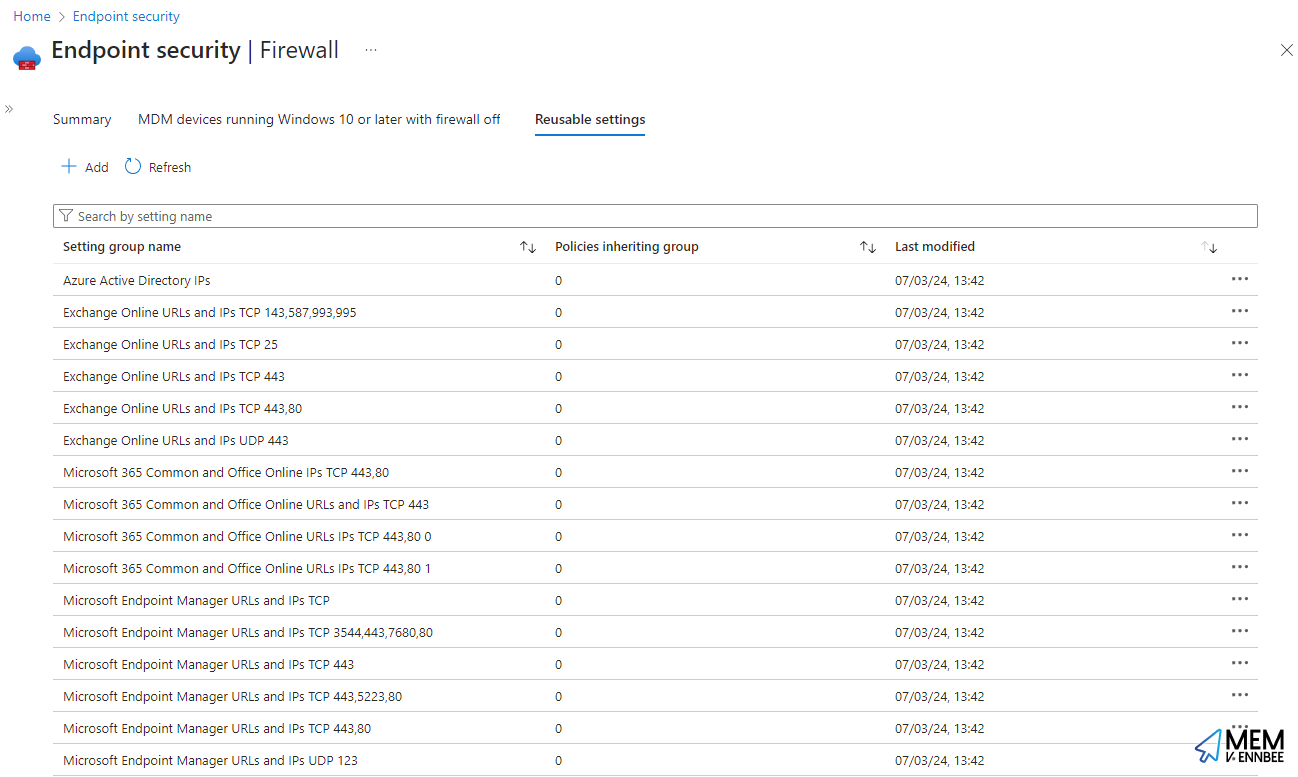 Home > Endpoint security
Endpoint security | Firewall ...
»
Summary MDM devices running Windows 10 or later with firewall off Reusable settings
+ Add Refresh
Search by setting name
Setting group name ↑↓ Policies inheriting group ↑↓ Last modified ↑↓
Azure Active Directory IPs 0 07/03/24, 13:42 ...
Exchange Online URLs and IPs TCP 143,587,993,995 0 07/03/24, 13:42 ...
Exchange Online URLs and IPs TCP 25 0 07/03/24, 13:42 ...
Exchange Online URLs and IPs TCP 443 0 07/03/24, 13:42 ...
Exchange Online URLs and IPs TCP 443,80 0 07/03/24, 13:42 ...
Exchange Online URLs and IPs UDP 443 0 07/03/24, 13:42 ...
Microsoft 365 Common and Office Online IPs TCP 443,80 0 07/03/24, 13:42 ...
Microsoft 365 Common and Office Online URLs and IPs TCP 443 0 07/03/24, 13:42 ...
Microsoft 365 Common and Office Online URLs IPs TCP 443,80 0 0 07/03/24, 13:42 ...
Microsoft 365 Common and Office Online URLs IPs TCP 443,80 1 0 07/03/24, 13:42 ...
Microsoft Endpoint Manager URLs and IPs TCP 0 07/03/24, 13:42 ...
Microsoft Endpoint Manager URLs and IPs TCP 3544,443,7680,80 0 07/03/24, 13:42 ...
Microsoft Endpoint Manager URLs and IPs TCP 443 0 07/03/24, 13:42 ...
Microsoft Endpoint Manager URLs and IPs TCP 443,5223,80 0 07/03/24, 13:42 ...
Microsoft Endpoint Manager URLs and IPs TCP 443,80 0 07/03/24, 13:42 ...
Microsoft Endpoint Manager URLs and IPs UDP 123 0 07/03/24, 13:42
MEM
V. ENNBEE